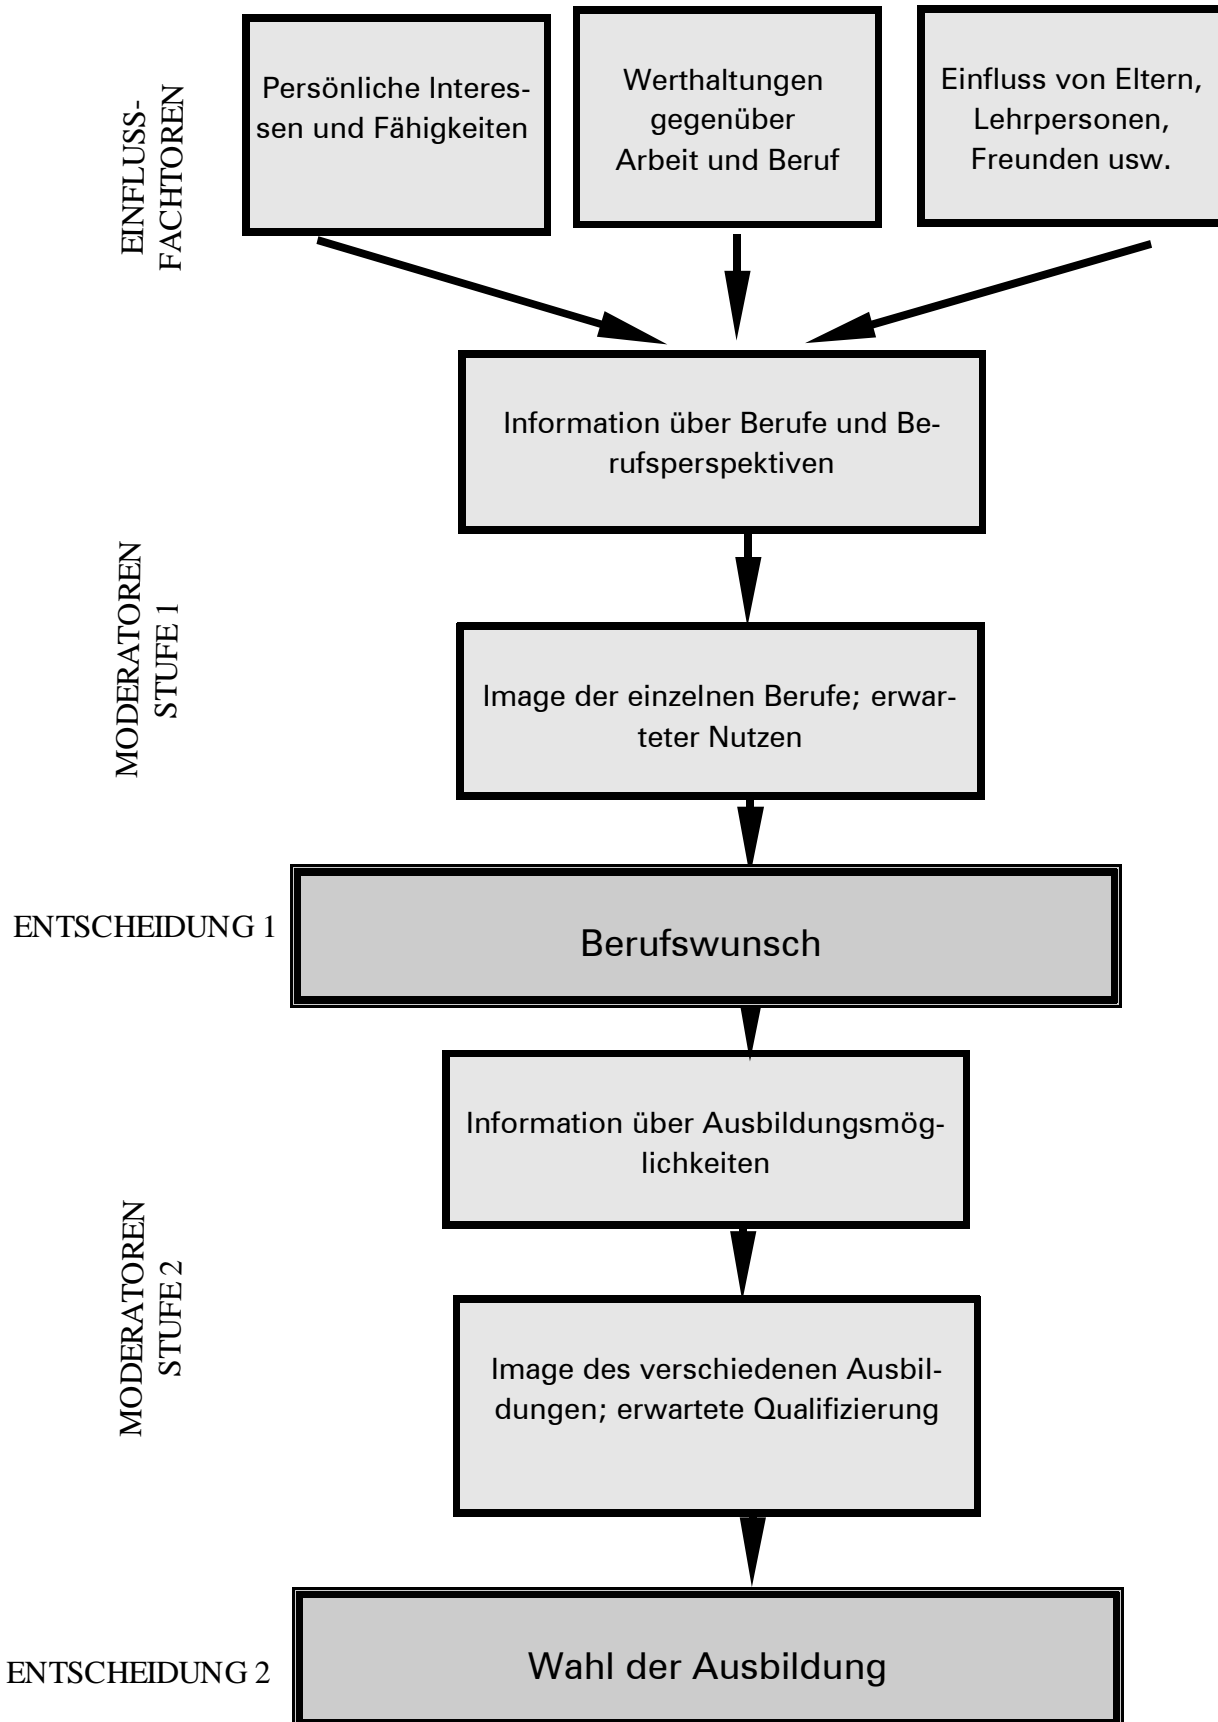 EINFLUSS-
FACHTOREN
Persönliche Interes-
sen und Fähigkeiten
Werthaltungen
gegenüber
Arbeit und Beruf
Einfluss von Eltern,
Lehrpersonen,
Freunden usw.
Information über Berufe und Be-
rufsperspektiven
MODERATOREN
STUFE 1
Image der einzelnen Berufe; erwar-
teter Nutzen
ENTSCHEIDUNG 1
Berufswunsch
Information über Ausbildungsmög-
lichkeiten
MODERATOREN
STUFE 2
Image des verschiedenen Ausbil-
dungen; erwartete Qualifizierung
ENTSCHEIDUNG 2
Wahl der Ausbildung